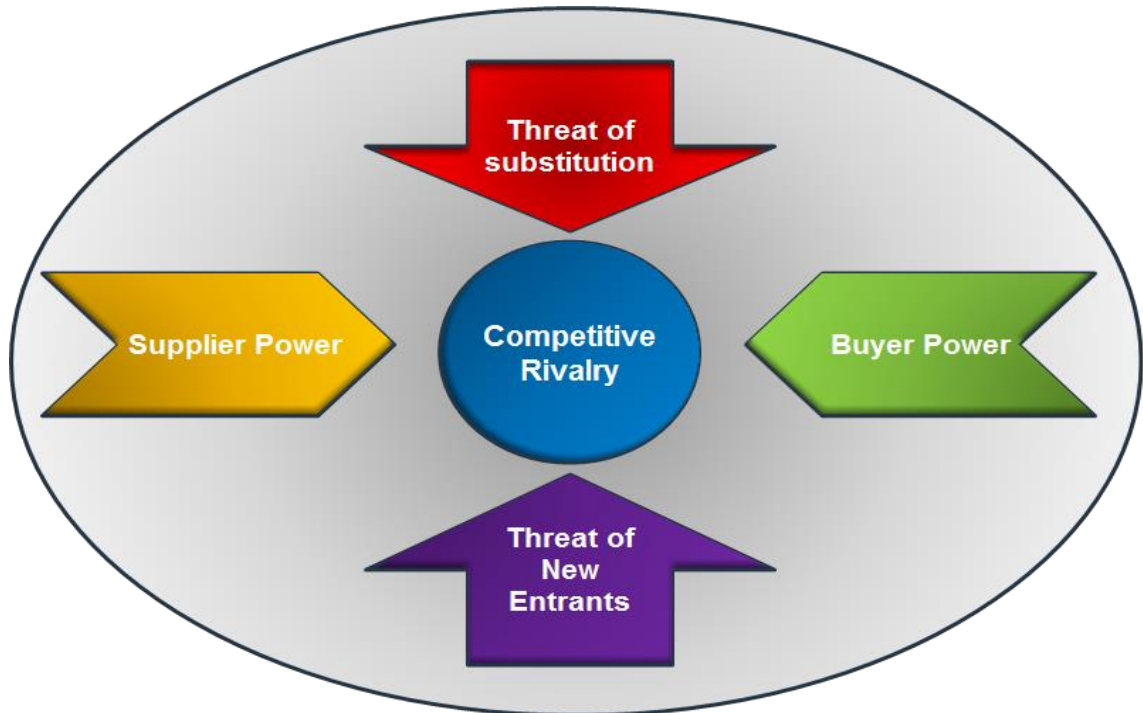 Threat of
substitution
Supplier Power
Competitive
Rivalry
Buyer Power
Threat of
New
Entrants